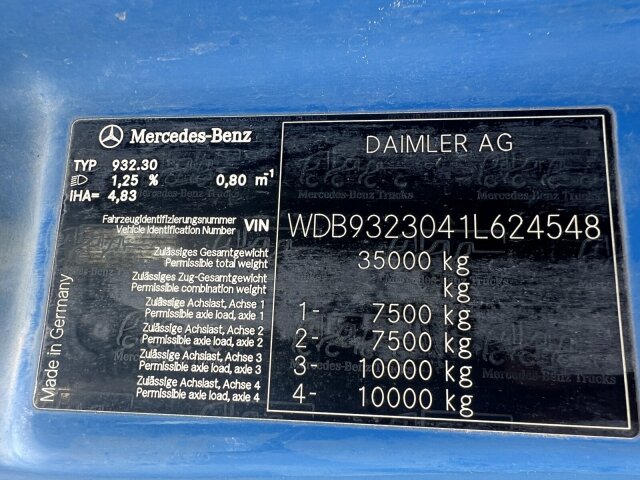 Mercedes-Benz
DAIMLER AG
TYP 932.30
1,25 % 0,80 m-1
IHA= 4,83
Fahrzeugidentifizierungsnummer
Vehicle Identification Number VIN WDB9323041L624548
Zulässiges Gesamtgewicht
Permissible total weight 35000 kg
Zulässiges Zug-Gesamtgewicht
Permissible combination weight kg
Zulässige Achslast, Achse 1
Permissible axle load, axle 1 1- 7500 kg
Zulässige Achslast, Achse 2
Permissible axle load, axle 2 2- 7500 kg
Zulässige Achslast, Achse 3
Permissible axle load, axle 3 3- 10000 kg
Zulässige Achslast, Achse 4
Permissible axle load, axle 4 4- 10000 kg
Made in Germany
Mercedes-Benz Trucks